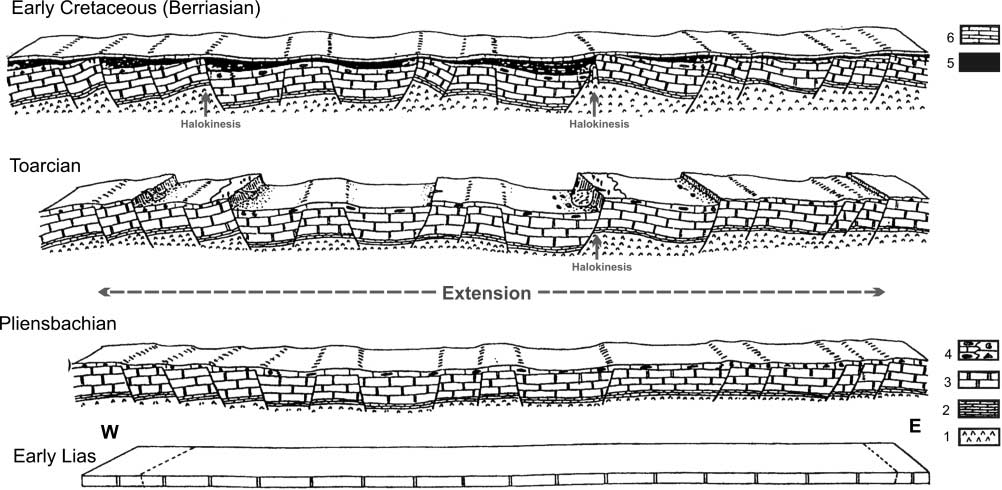 Early Cretaceous (Berriasian)
6
5
Halokinesis
Halokinesis
Toarcian
Halokinesis
Extension
Pliensbachian
4
3
2
1
W
E
Early Lias